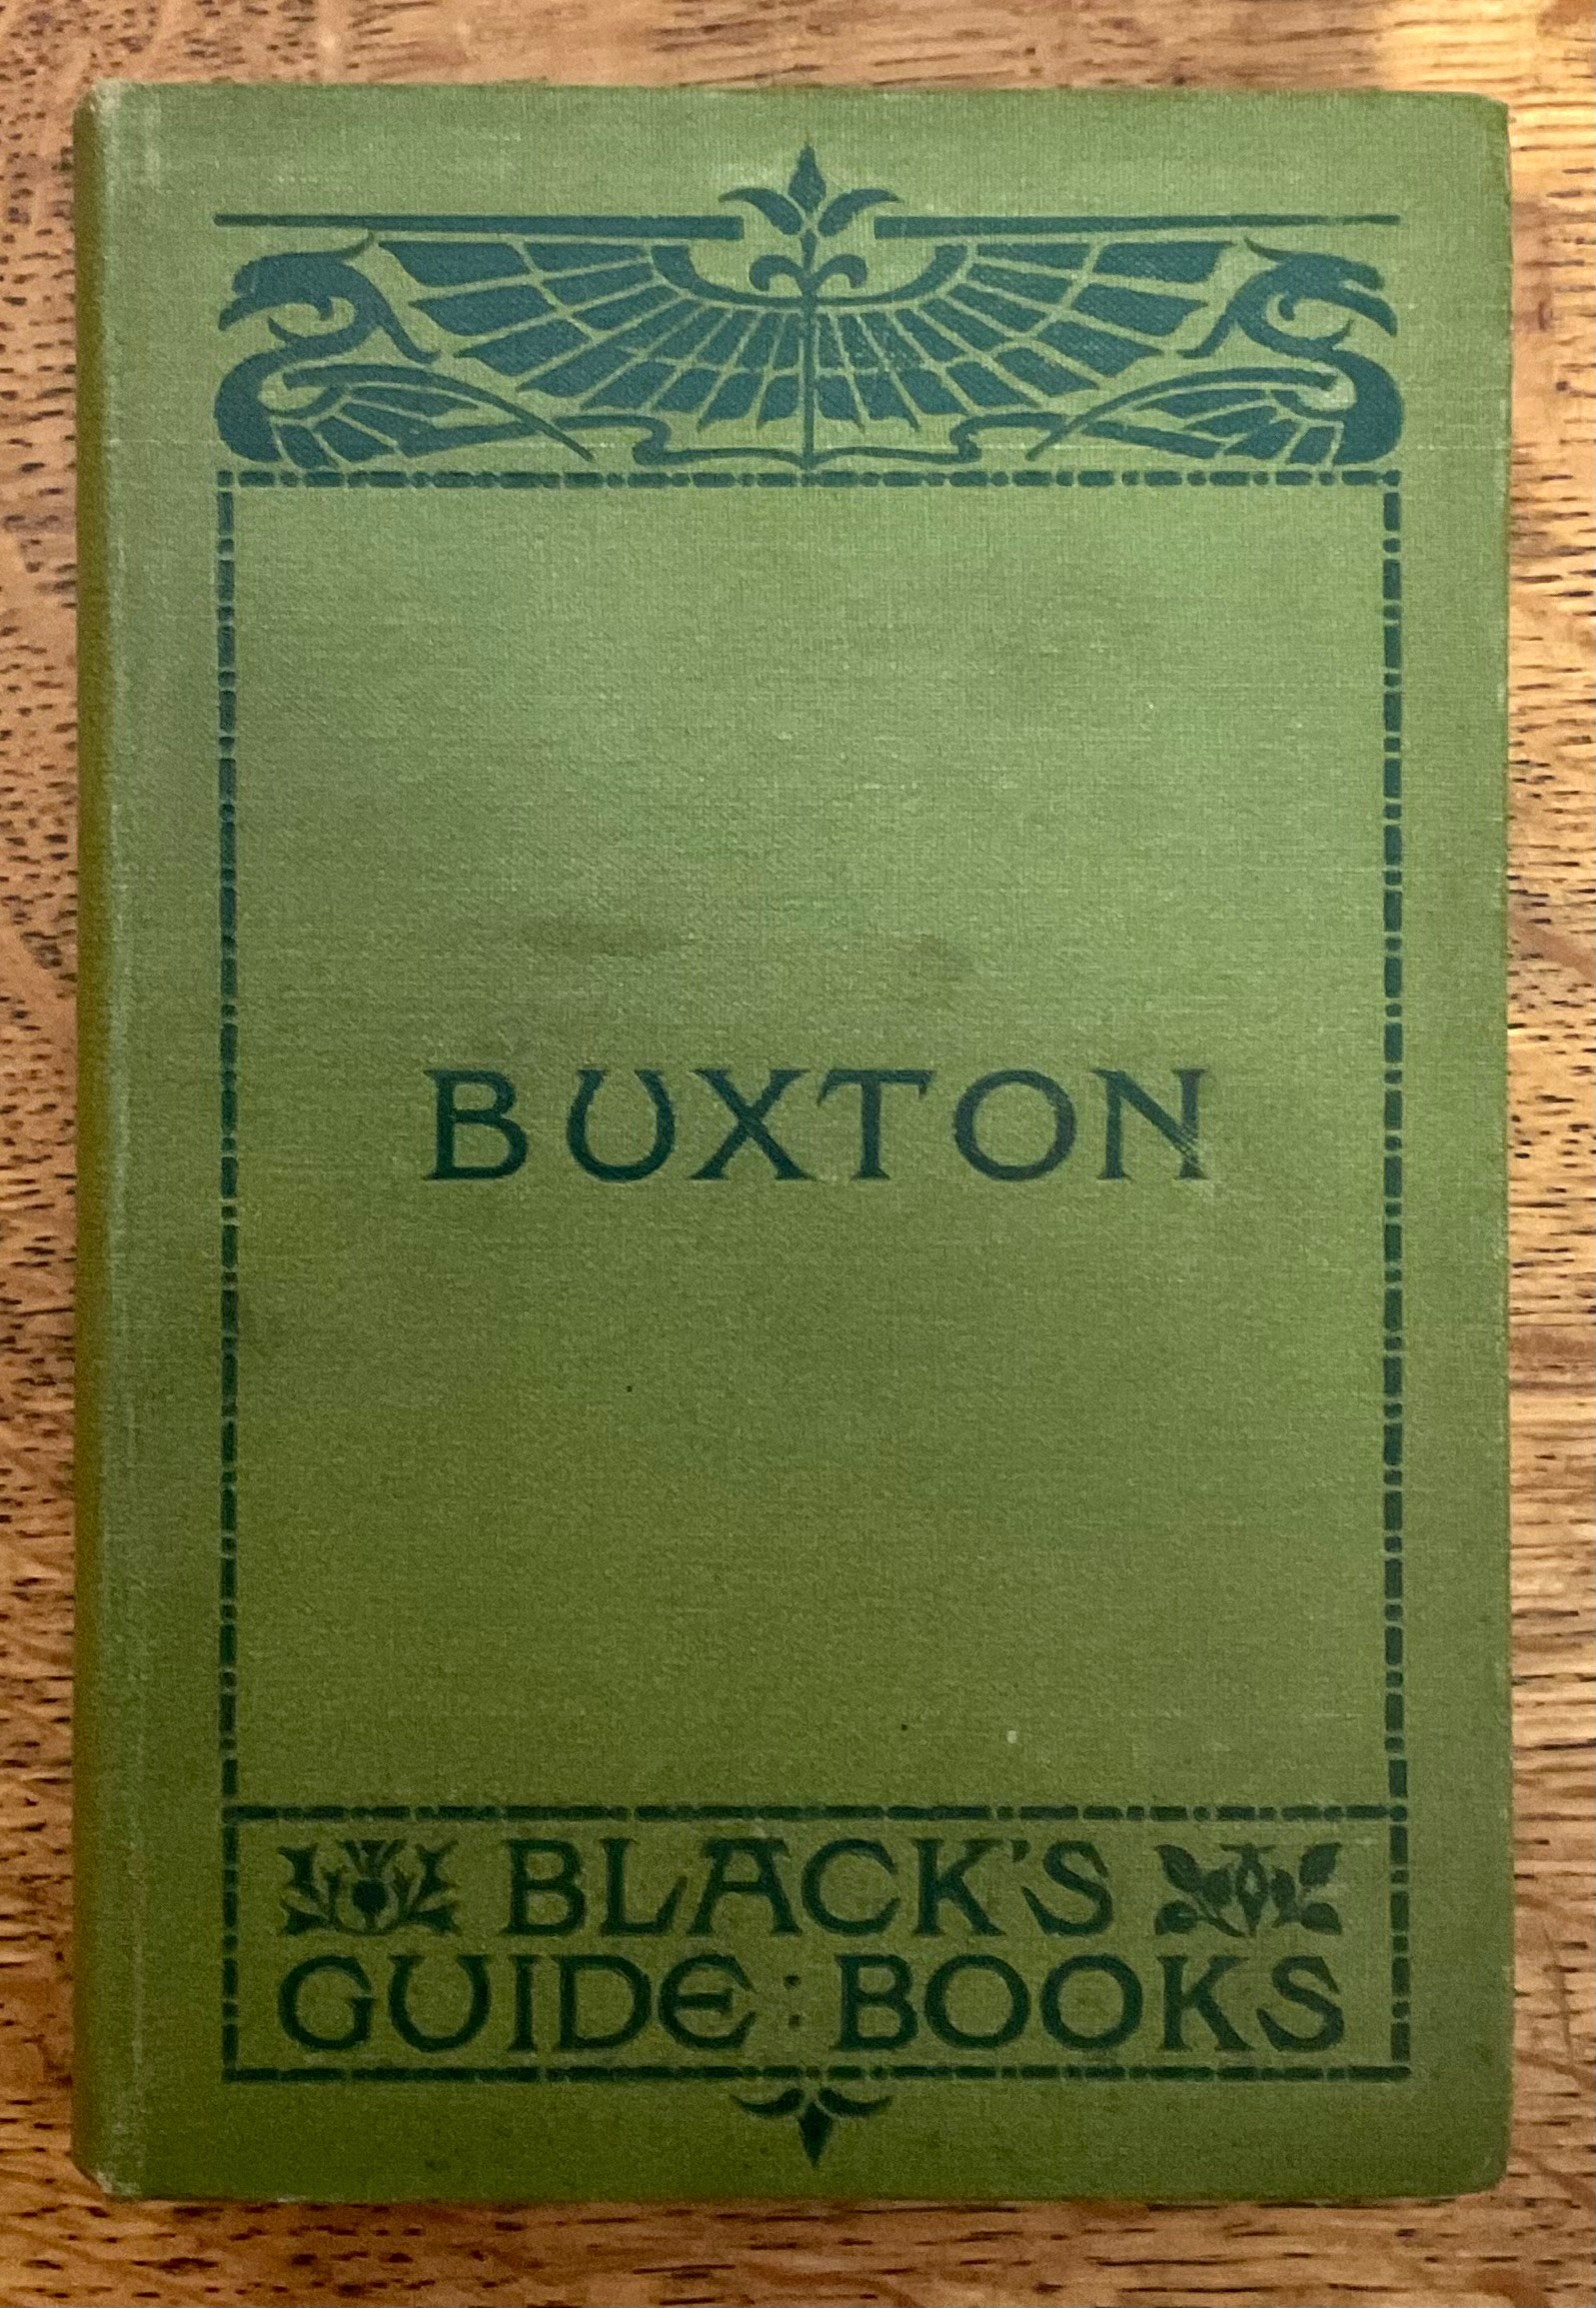 BUXTON
BLACK'S
GUIDE : BOOKS